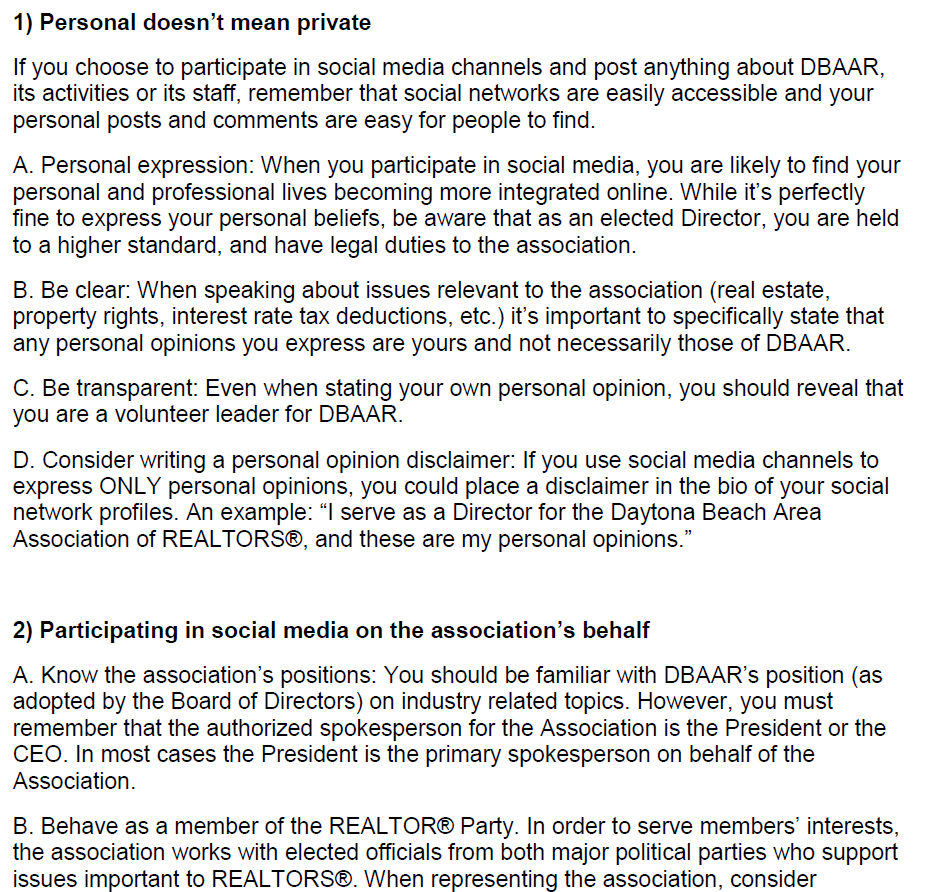 1) Personal doesn’t mean private
If you choose to participate in social media channels and post anything about DBAAR,
its activities or its staff, remember that social networks are easily accessible and your
personal posts and comments are easy for people to find.
A. Personal expression: When you participate in social media, you are likely to find your
personal and professional lives becoming more integrated online. While it’s perfectly
fine to express your personal beliefs, be aware that as an elected Director, you are held
to a higher standard, and have legal duties to the association.
B. Be clear: When speaking about issues relevant to the association (real estate,
property rights, interest rate tax deductions, etc.) it’s important to specifically state that
any personal opinions you express are yours and not necessarily those of DBAAR.
C. Be transparent: Even when stating your own personal opinion, you should reveal that
you are a volunteer leader for DBAAR.
D. Consider writing a personal opinion disclaimer: If you use social media channels to
express ONLY personal opinions, you could place a disclaimer in the bio of your social
network profiles. An example: “I serve as a Director for the Daytona Beach Area
Association of REALTORS®, and these are my personal opinions.”
2) Participating in social media on the association’s behalf
A. Know the association’s positions: You should be familiar with DBAAR’s position (as
adopted by the Board of Directors) on industry related topics. However, you must
remember that the authorized spokesperson for the Association is the President or the
CEO. In most cases the President is the primary spokesperson on behalf of the
Association.
B. Behave as a member of the REALTOR® Party. In order to serve members’ interests,
the association works with elected officials from both major political parties who support
issues important to REALTORS®. When representing the association, consider